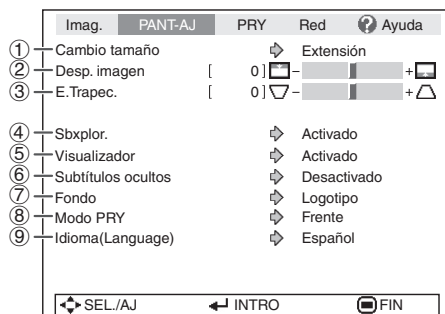 Imag. PANT-AJ PRY Red ? Ayuda
① Cambio tamaño Extensión
② Desp. imagen [ 0 ] − +
③ E.Trapec. [ 0 ] − +
④ Sbxplor. Activado
⑤ Visualizador Activado
⑥ Subtítulos ocultos Desactivado
⑦ Fondo Logotipo
⑧ Modo PRY Frente
⑨ Idioma(Language) Español
SEL./AJ INTRO FIN